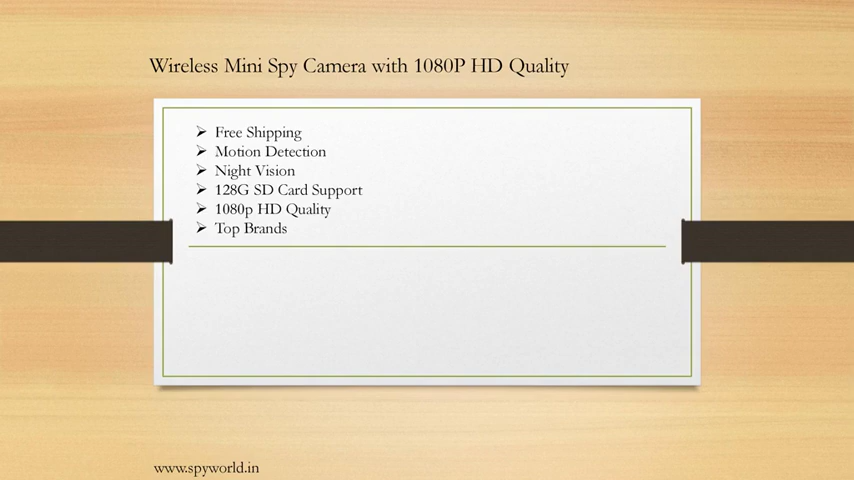 Wireless Mini Spy Camera with 1080P HD Quality
➢ Free Shipping
➢ Motion Detection
➢ Night Vision
➢ 128G SD Card Support
➢ 1080p HD Quality
➢ Top Brands
www.spyworld.in